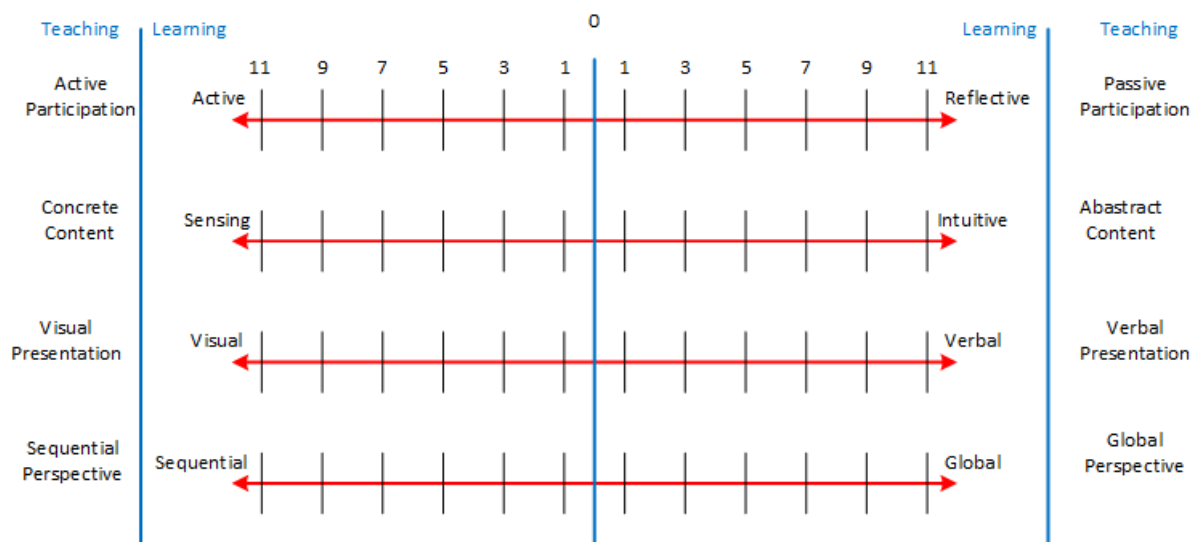 0
Teaching Learning Learning Teaching
11 9 7 5 3 1 1 3 5 7 9 11
Active
Participation
Active
Reflective
Passive
Participation
Concrete
Content
Sensing
Intuitive
Abastract
Content
Visual
Presentation
Visual
Verbal
Verbal
Presentation
Sequential
Perspective
Sequential
Global
Global
Perspective